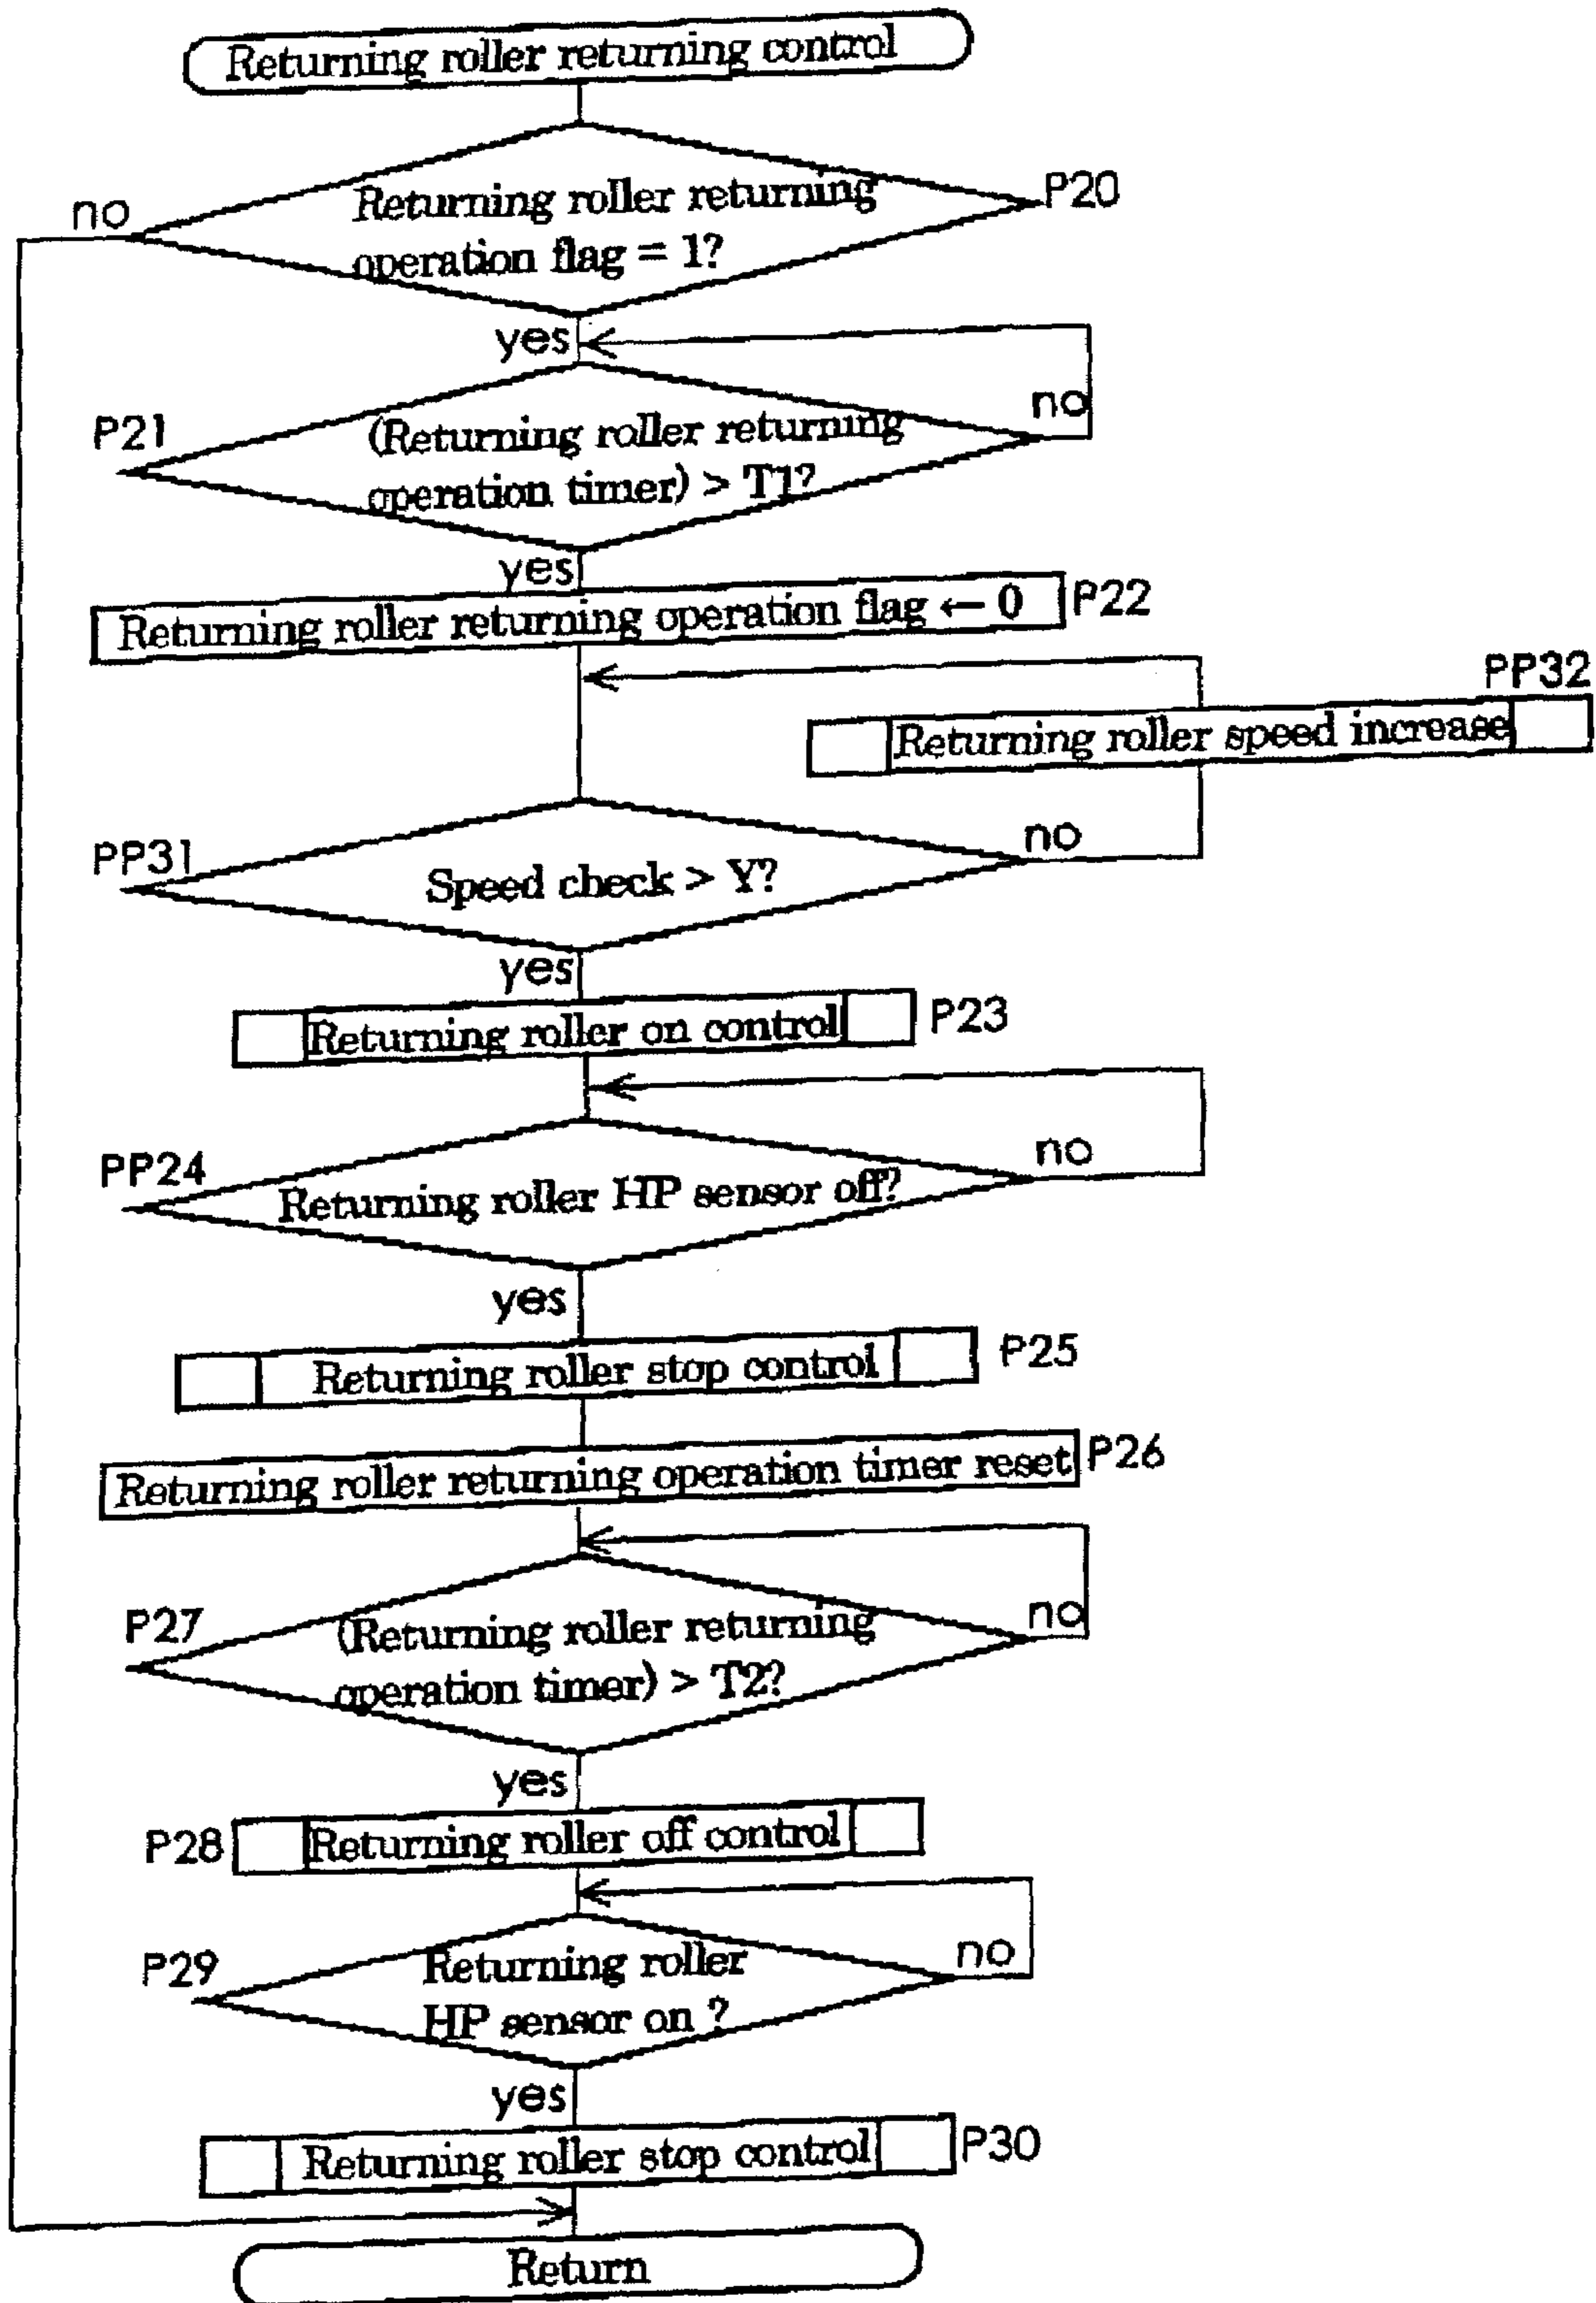 Returning roller returning control
Returning roller returning
operation flag = 1?
P20
no
yes
P21
(Returning roller returning
operation timer) > T1?
no
yes
Returning roller returning operation flag ← 0
P22
PP32
Returning roller speed increase
PP31
Speed check > Y?
no
yes
Returning roller on control
P23
PP24
Returning roller HP sensor off?
no
yes
Returning roller stop control
P25
Returning roller returning operation timer reset
P26
P27
(Returning roller returning
operation timer) > T2?
no
yes
P28
Returning roller off control
P29
Returning roller
HP sensor on ?
no
yes
Returning roller stop control
P30
Return